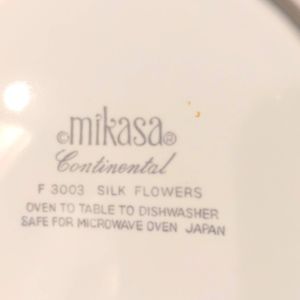 ©mikasa®
Continental
F 3003 SILK FLOWERS
OVEN TO TABLE TO DISHWASHER
SAFE FOR MICROWAVE OVEN JAPAN